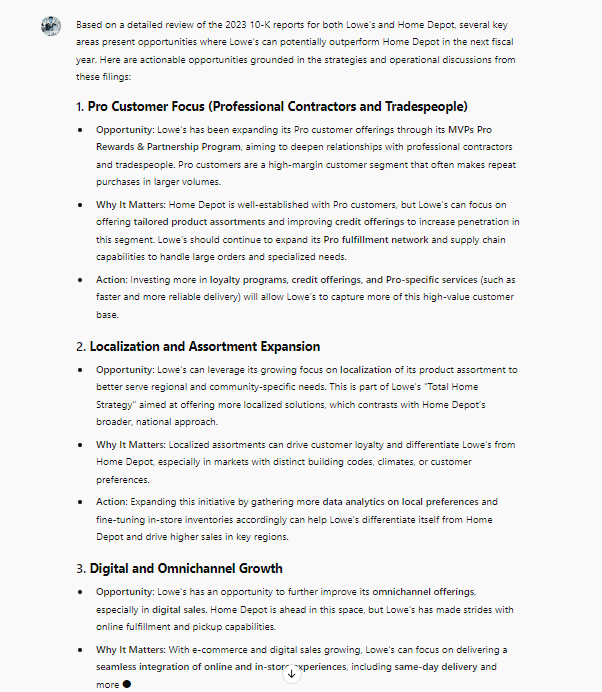 Based on a detailed review of the 2023 10-K reports for both Lowe's and Home Depot, several key
areas present opportunities where Lowe's can potentially outperform Home Depot in the next fiscal
year. Here are actionable opportunities grounded in the strategies and operational discussions from
these filings:
1. Pro Customer Focus (Professional Contractors and Tradespeople)
• Opportunity: Lowe's has been expanding its Pro customer offerings through its MVPs Pro
Rewards & Partnership Program, aiming to deepen relationships with professional contractors
and tradespeople. Pro customers are a high-margin customer segment that often makes repeat
purchases in larger volumes.
• Why It Matters: Home Depot is well-established with Pro customers, but Lowe's can focus on
offering tailored product assortments and improving credit offerings to increase penetration in
this segment. Lowe's should continue to expand its Pro fulfillment network and supply chain
capabilities to handle large orders and specialized needs.
• Action: Investing more in loyalty programs, credit offerings, and Pro-specific services (such as
faster and more reliable delivery) will allow Lowe's to capture more of this high-value customer
base.
2. Localization and Assortment Expansion
• Opportunity: Lowe's can leverage its growing focus on localization of its product assortment to
better serve regional and community-specific needs. This is part of Lowe's "Total Home
Strategy" aimed at offering more localized solutions, which contrasts with Home Depot's
broader, national approach.
• Why It Matters: Localized assortments can drive customer loyalty and differentiate Lowe's from
Home Depot, especially in markets with distinct building codes, climates, or customer
preferences.
• Action: Expanding this initiative by gathering more data analytics on local preferences and
fine-tuning in-store inventories accordingly can help Lowe's differentiate itself from Home
Depot and drive higher sales in key regions.
3. Digital and Omnichannel Growth
• Opportunity: Lowe's has an opportunity to further improve its omnichannel offerings,
especially in digital sales. Home Depot is ahead in this space, but Lowe's has made strides with
online fulfillment and pickup capabilities.
• Why It Matters: With e-commerce and digital sales growing, Lowe's can focus on delivering a
seamless integration of online and in-store experiences, including same-day delivery and
more